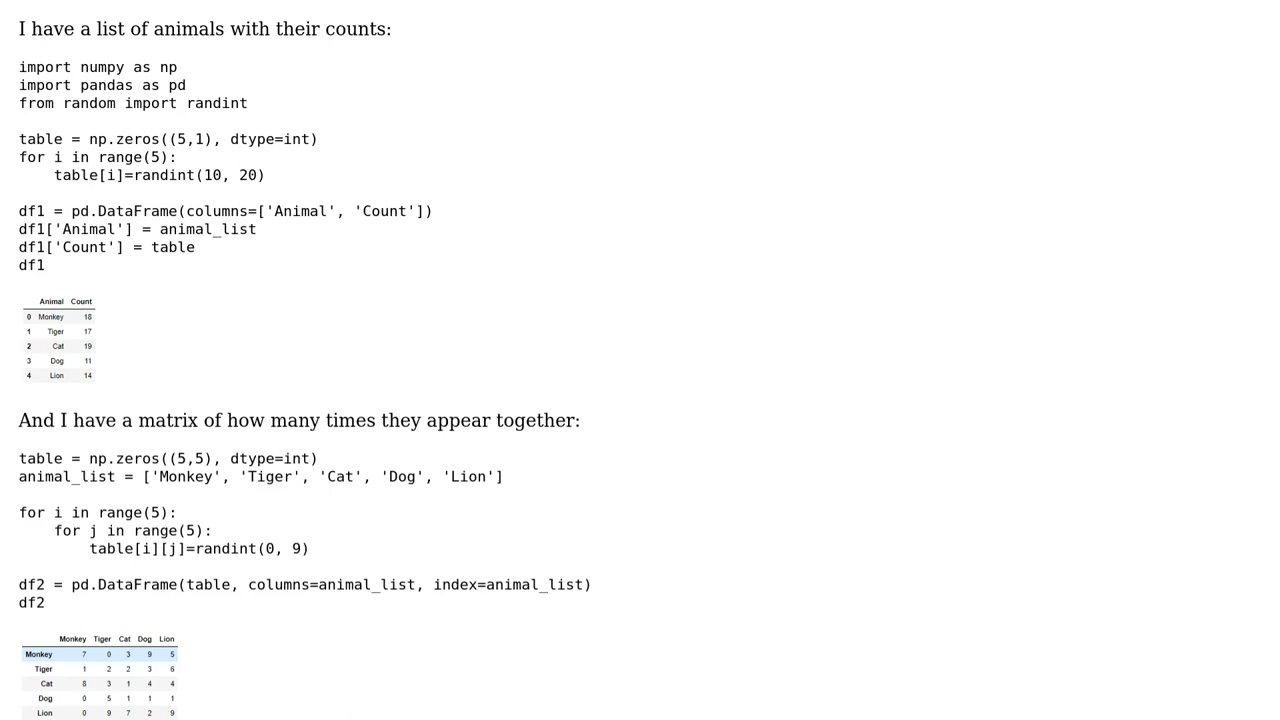 I have a list of animals with their counts:
import numpy as np
import pandas as pd
from random import randint
table = np.zeros((5,1), dtype=int)
for i in range(5):
    table[i]=randint(10, 20)
df1 = pd.DataFrame(columns=['Animal', 'Count'])
df1['Animal'] = animal_list
df1['Count'] = table
df1
Animal Count
0 Monkey 18
1 Tiger 17
2 Cat 19
3 Dog 11
4 Lion 14
And I have a matrix of how many times they appear together:
table = np.zeros((5,5), dtype=int)
animal_list = ['Monkey', 'Tiger', 'Cat', 'Dog', 'Lion']
for i in range(5):
    for j in range(5):
        table[i][j]=randint(0, 9)
df2 = pd.DataFrame(table, columns=animal_list, index=animal_list)
df2
Monkey Tiger Cat Dog Lion
Monkey 7 0 3 9 5
Tiger 1 2 2 3 6
Cat 8 3 1 4 4
Dog 0 5 1 1 1
Lion 0 9 7 2 9